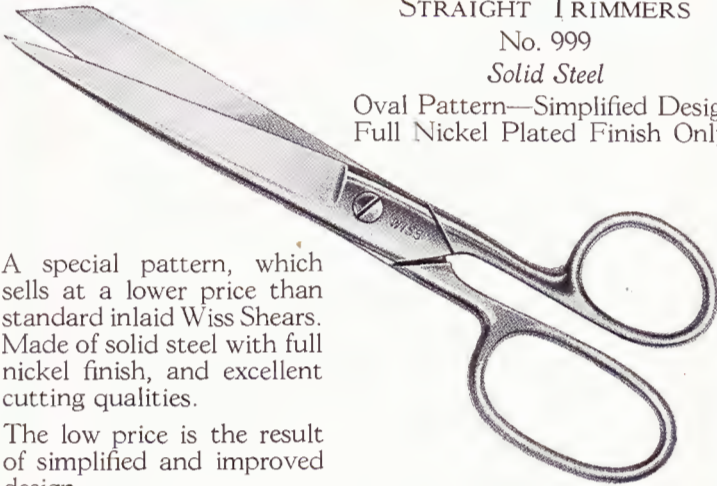 STRAIGHT TRIMMERS
No. 999
Solid Steel
Oval Pattern—Simplified Desig
Full Nickel Plated Finish Onl
WISS
A special pattern, which
sells at a lower price than
standard inlaid Wiss Shears.
Made of solid steel with full
nickel finish, and excellent
cutting qualities.
The low price is the result
of simplified and improved
design